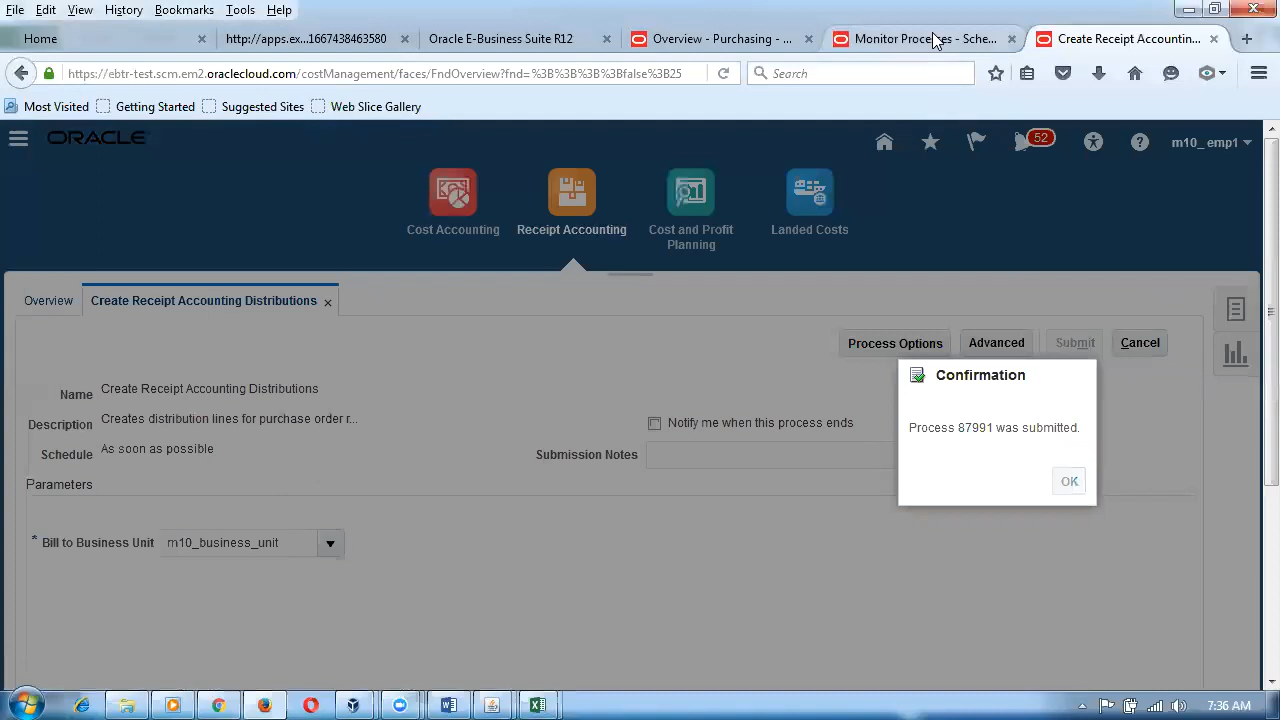 File Edit View History Bookmarks Tools Help
Home
http://apps.ex...1667438463580
Oracle E-Business Suite R12
Overview - Purchasing - ...
Monitor Processes - Sche...
Create Receipt Accountin...
https://ebtr-test.scm.em2.oraclecloud.com/costManagement/faces/FndOverview?fnd=%3B%3B%3B%3Bfalse%3B25
Search
Most Visited Getting Started Suggested Sites Web Slice Gallery
ORACLE
52
m10_emp1
Cost Accounting
Receipt Accounting
Cost and Profit
Planning
Landed Costs
Overview
Create Receipt Accounting Distributions
Process Options Advanced Submit Cancel
Name Create Receipt Accounting Distributions
Description Creates distribution lines for purchase order r...
Notify me when this process ends
Schedule As soon as possible
Submission Notes
Parameters
* Bill to Business Unit m10_business_unit
Confirmation
Process 87991 was submitted.
OK
7:36 AM